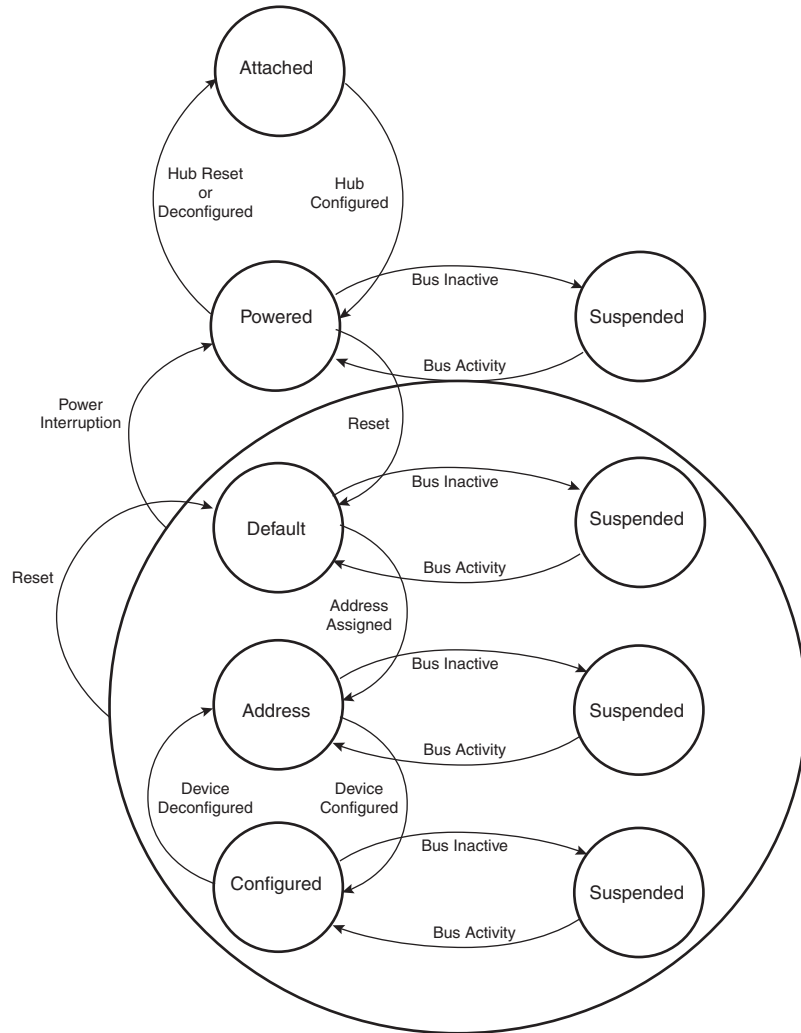 Attached
Hub Reset
or
Deconfigured
Hub
Configured
Powered
Bus Inactive
Suspended
Bus Activity
Power
Interruption
Reset
Default
Bus Inactive
Suspended
Bus Activity
Reset
Address
Assigned
Address
Bus Inactive
Suspended
Bus Activity
Device
Deconfigured
Device
Configured
Configured
Bus Inactive
Suspended
Bus Activity